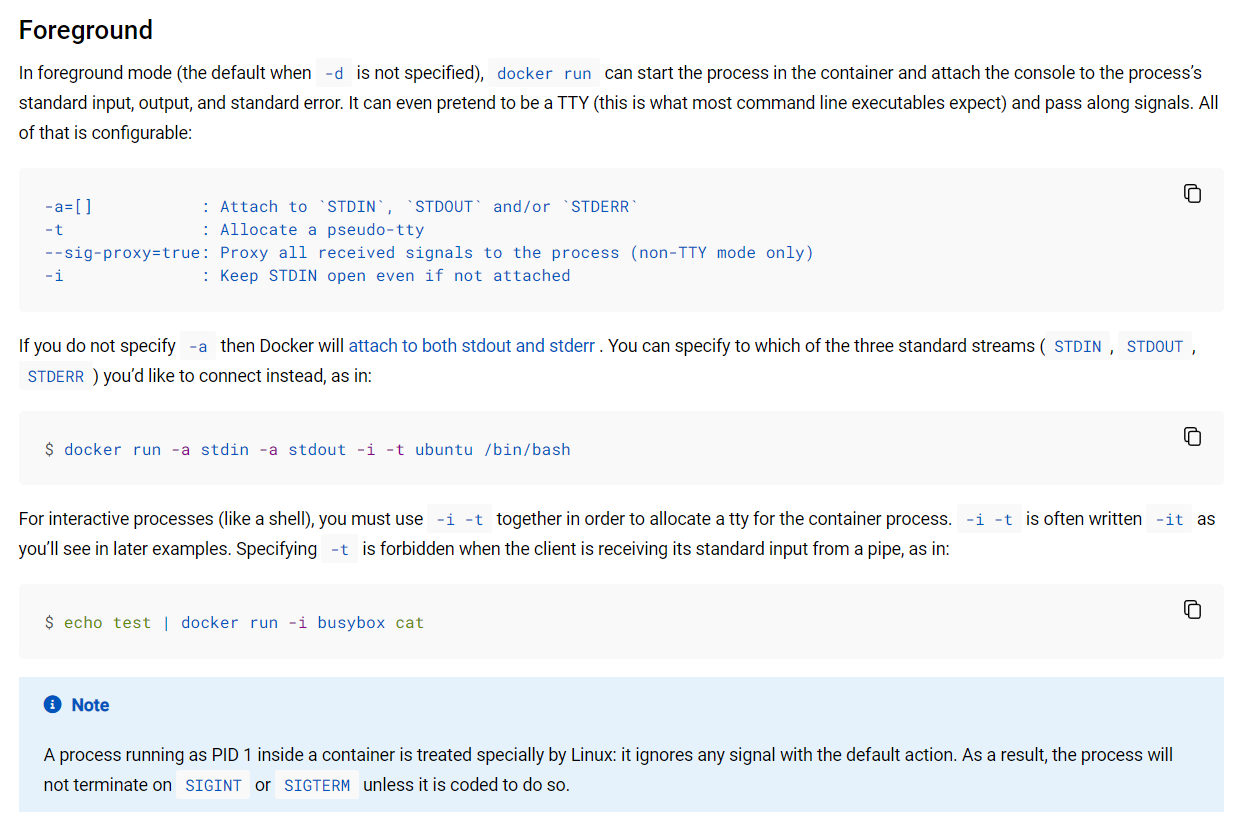 Foreground
In foreground mode (the default when -d is not specified), docker run can start the process in the container and attach the console to the process’s
standard input, output, and standard error. It can even pretend to be a TTY (this is what most command line executables expect) and pass along signals. All
of that is configurable:
-a=[]           : Attach to `STDIN`, `STDOUT` and/or `STDERR`
-t              : Allocate a pseudo-tty
--sig-proxy=true: Proxy all received signals to the process (non-TTY mode only)
-i              : Keep STDIN open even if not attached
If you do not specify -a then Docker will attach to both stdout and stderr . You can specify to which of the three standard streams ( STDIN , STDOUT ,
STDERR ) you’d like to connect instead, as in:
$ docker run -a stdin -a stdout -i -t ubuntu /bin/bash
For interactive processes (like a shell), you must use -i -t together in order to allocate a tty for the container process. -i -t is often written -it as
you’ll see in later examples. Specifying -t is forbidden when the client is receiving its standard input from a pipe, as in:
$ echo test | docker run -i busybox cat
Note
A process running as PID 1 inside a container is treated specially by Linux: it ignores any signal with the default action. As a result, the process will
not terminate on SIGINT or SIGTERM unless it is coded to do so.